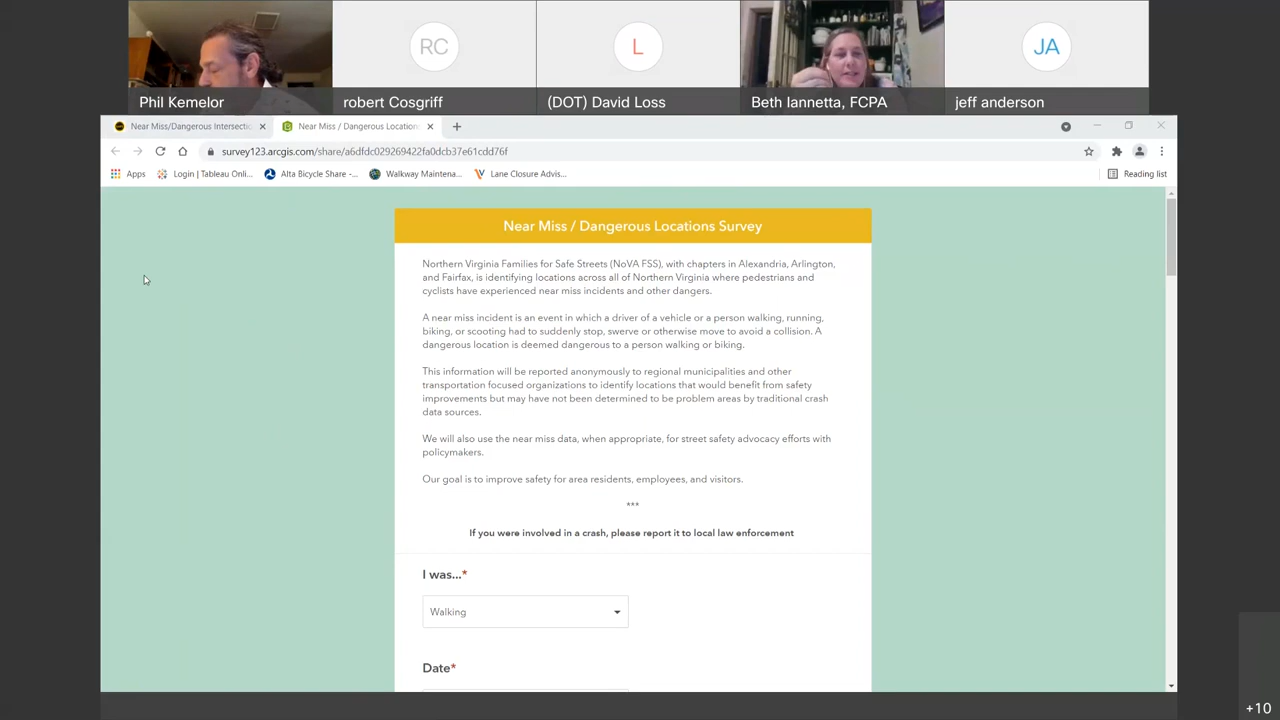 RC
L
JA
Phil Kemelor
robert Cosgriff
(DOT) David Loss
Beth Iannetta, FCPA
jeff anderson
Near Miss/Dangerous Intersecti
Near Miss / Dangerous Location
survey123.arcgis.com/share/a6dfdc029269422fa0dcb37e61cdd76f
Apps
Login | Tableau Onli...
Alta Bicycle Share -...
Walkway Maintena...
Lane Closure Advis...
Reading list
Near Miss / Dangerous Locations Survey
Northern Virginia Families for Safe Streets (NoVA FSS), with chapters in Alexandria, Arlington,
and Fairfax, is identifying locations across all of Northern Virginia where pedestrians and
cyclists have experienced near miss incidents and other dangers.
A near miss incident is an event in which a driver of a vehicle or a person walking, running,
biking, or scooting had to suddenly stop, swerve or otherwise move to avoid a collision. A
dangerous location is deemed dangerous to a person walking or biking.
This information will be reported anonymously to regional municipalities and other
transportation focused organizations to identify locations that would benefit from safety
improvements but may have not been determined to be problem areas by traditional crash
data sources.
We will also use the near miss data, when appropriate, for street safety advocacy efforts with
policymakers.
Our goal is to improve safety for area residents, employees, and visitors.
***
If you were involved in a crash, please report it to local law enforcement
I was...*
Walking
Date*
+10